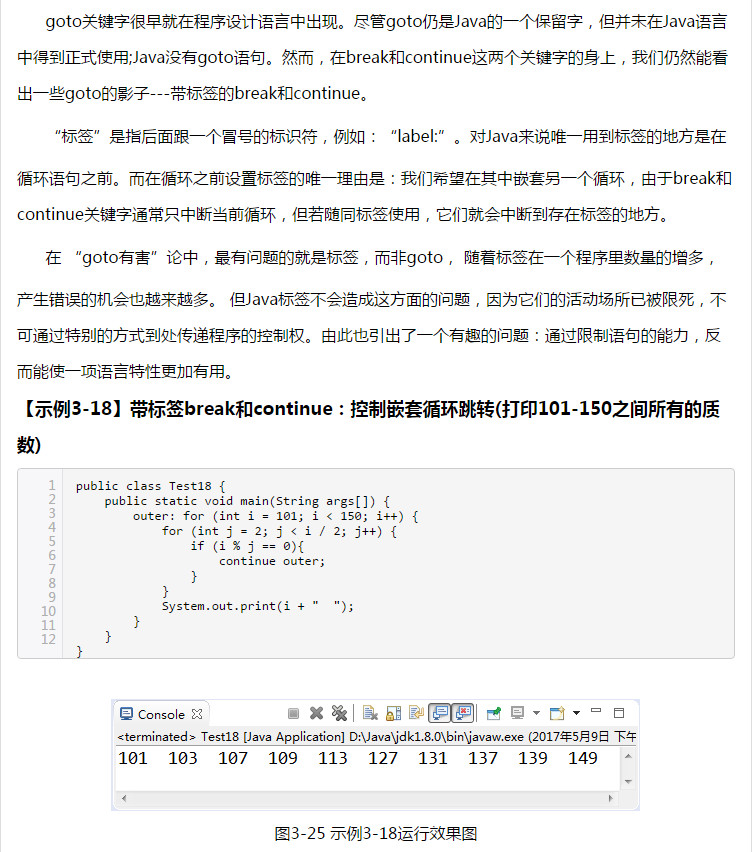 goto关键字很早就在程序设计语言中出现。尽管goto仍是Java的一个保留字，但并未在Java语言
中得到正式使用;Java没有goto语句。然而，在break和continue这两个关键字的身上，我们仍然能看
出一些goto的影子---带标签的break和continue。
“标签”是指后面跟一个冒号的标识符，例如：“label:”。对Java来说唯一用到标签的地方是在
循环语句之前。而在循环之前设置标签的唯一理由是：我们希望在其中嵌套另一个循环，由于break和
continue关键字通常只中断当前循环，但若随同标签使用，它们就会中断到存在标签的地方。
在 “goto有害”论中，最有问题的就是标签，而非goto， 随着标签在一个程序里数量的增多，
产生错误的机会也越来越多。 但Java标签不会造成这方面的问题，因为它们的活动场所已被限死，不
可通过特别的方式到处传递程序的控制权。由此也引出了一个有趣的问题：通过限制语句的能力，反
而能使一项语言特性更加有用。
【示例3-18】带标签break和continue：控制嵌套循环跳转(打印101-150之间所有的质
数)
1 public class Test18 {
2     public static void main(String args[]) {
3         outer: for (int i = 101; i < 150; i++) {
4             for (int j = 2; j < i / 2; j++) {
5                 if (i % j == 0){
6                     continue outer;
7                 }
8             }
9             System.out.print(i + "  ");
10         }
11     }
12 }
Console
<terminated> Test18 [Java Application] D:\Java\jdk1.8.0\bin\javaw.exe (2017年5月9日 下午
101  103  107  109  113  127  131  137  139  149
图3-25 示例3-18运行效果图